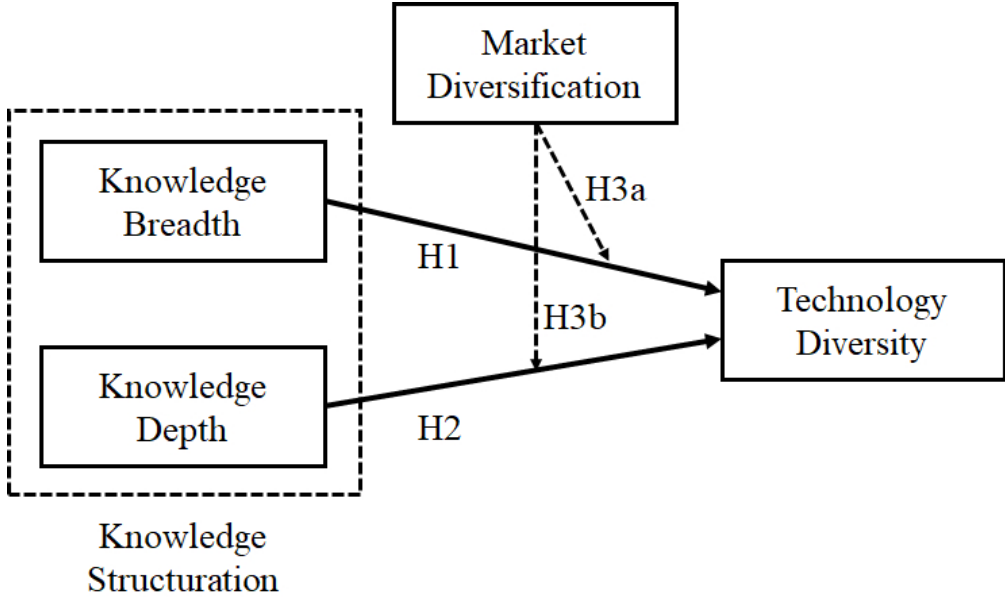 Market
Diversification
Knowledge
Breadth
H3a
H1
H3b
Technology
Diversity
Knowledge
Depth
H2
Knowledge
Structuration